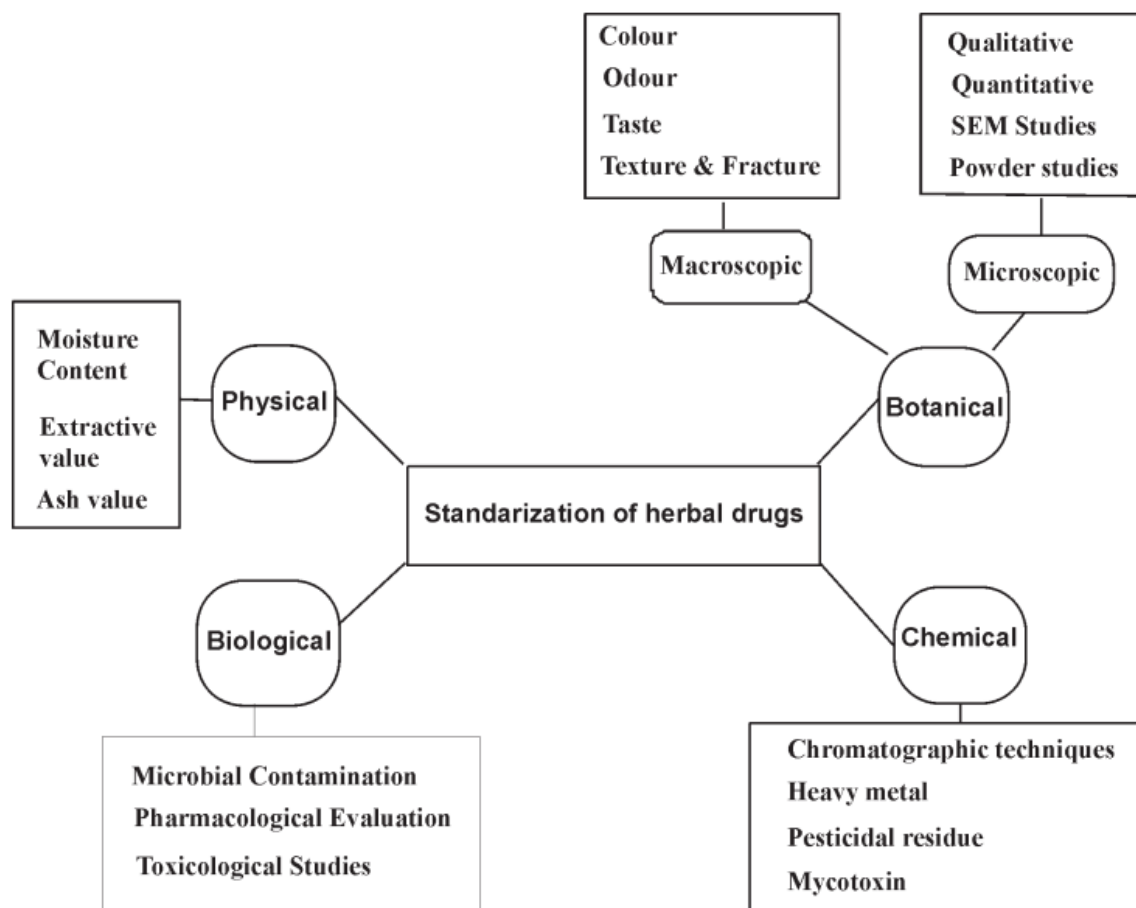 Colour
Odour
Taste
Texture & Fracture
Qualitative
Quantitative
SEM Studies
Powder studies
Macroscopic
Microscopic
Moisture
Content
Extractive
value
Ash value
Physical
Botanical
Standarization of herbal drugs
Biological
Chemical
Microbial Contamination
Pharmacological Evaluation
Toxicological Studies
Chromatographic techniques
Heavy metal
Pesticidal residue
Mycotoxin